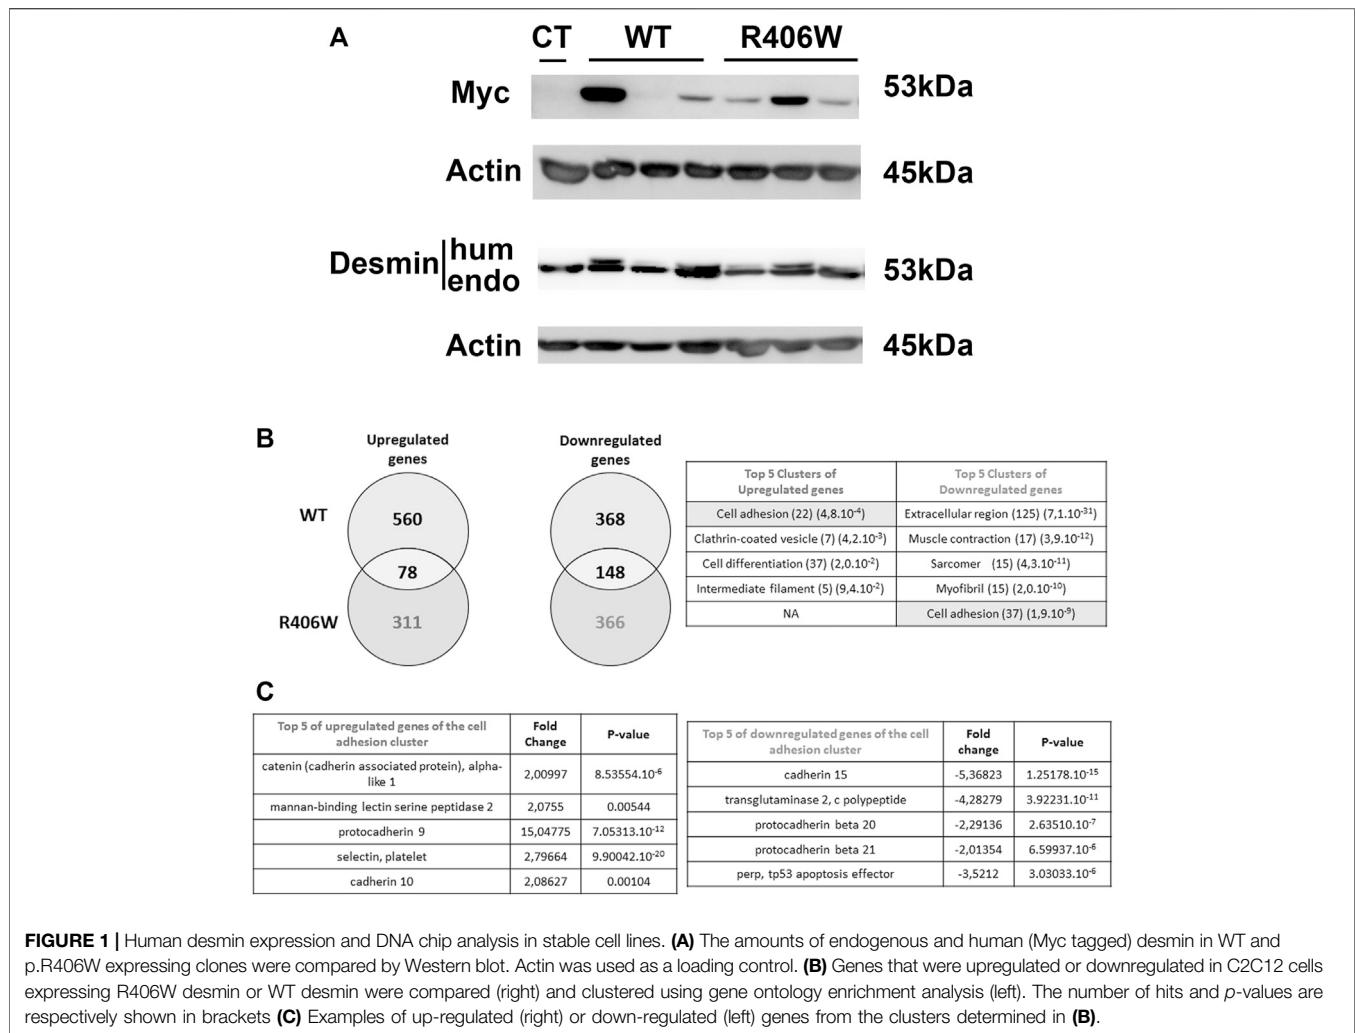 A
CT WT R406W
Myc 53kDa
Actin 45kDa
Desmin hum
endo 53kDa
Actin 45kDa
B
Upregulated
genes
Downregulated
genes
WT
560
368
78
148
R406W
311
366
Top 5 Clusters of
Upregulated genes
Top 5 Clusters of
Downregulated genes
Cell adhesion (22) (4,8.10-4) Extracellular region (125) (7,1.10-31)
Clathrin-coated vesicle (7) (4,2.10-3) Muscle contraction (17) (3,9.10-12)
Cell differentiation (37) (2,0.10-2) Sarcomer (15) (4,3.10-11)
Intermediate filament (5) (9,4.10-2) Myofibril (15) (2,0.10-10)
NA Cell adhesion (37) (1,9.10-9)
C
Top 5 of upregulated genes of the cell
adhesion cluster
Fold
Change
P-value
catenin (cadherin associated protein), alpha-
like 1
2,00997 8.53554.10-6
mannan-binding lectin serine peptidase 2 2,0755 0.00544
protocadherin 9 15,04775 7.05313.10-12
selectin, platelet 2,79664 9.90042.10-20
cadherin 10 2,08627 0.00104
Top 5 of downregulated genes of the cell
adhesion cluster
Fold
change
P-value
cadherin 15 -5,36823 1.25178.10-15
transglutaminase 2, c polypeptide -4,28279 3.92231.10-11
protocadherin beta 20 -2,29136 2.63510.10-7
protocadherin beta 21 -2,01354 6.59937.10-6
perp, tp53 apoptosis effector -3,5212 3.03033.10-6
FIGURE 1 | Human desmin expression and DNA chip analysis in stable cell lines. (A) The amounts of endogenous and human (Myc tagged) desmin in WT and
p.R406W expressing clones were compared by Western blot. Actin was used as a loading control. (B) Genes that were upregulated or downregulated in C2C12 cells
expressing R406W desmin or WT desmin were compared (right) and clustered using gene ontology enrichment analysis (left). The number of hits and p-values are
respectively shown in brackets (C) Examples of up-regulated (right) or down-regulated (left) genes from the clusters determined in (B).